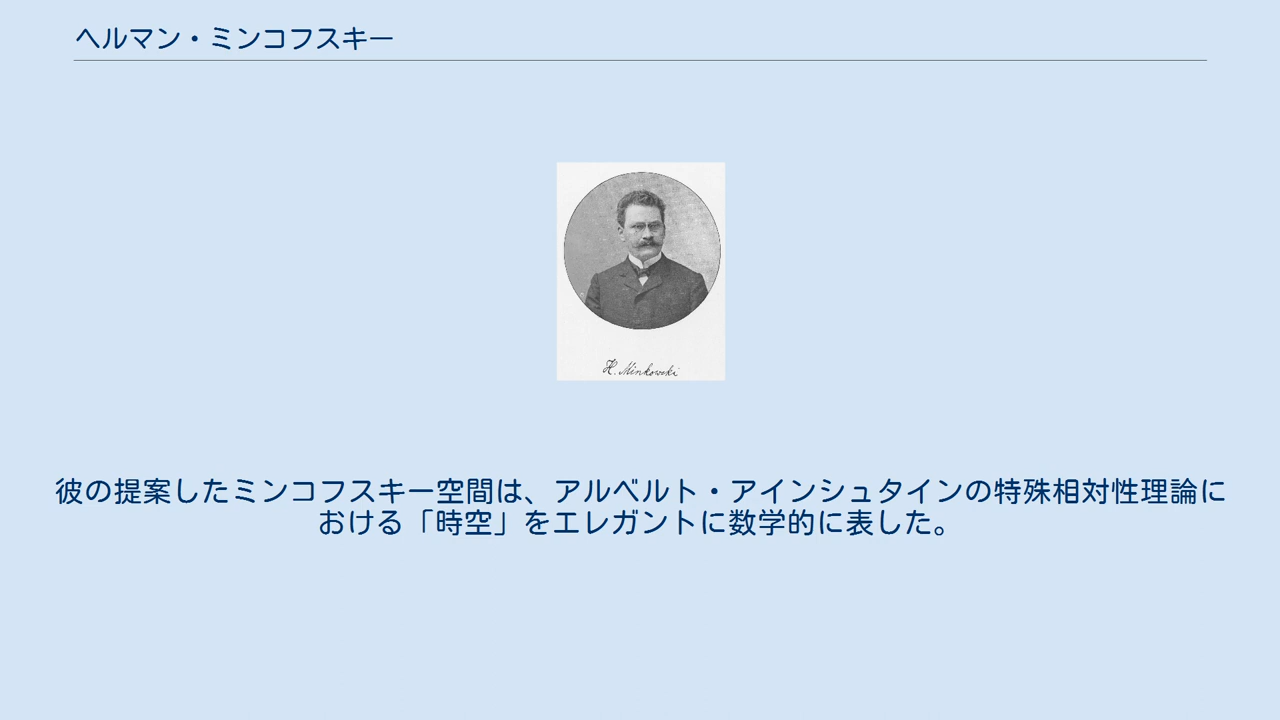 ヘルマン・ミンコフスキー
H. Minkowski
彼の提案したミンコフスキー空間は、アルベルト・アインシュタインの特殊相対性理論に
おける「時空」をエレガントに数学的に表した。